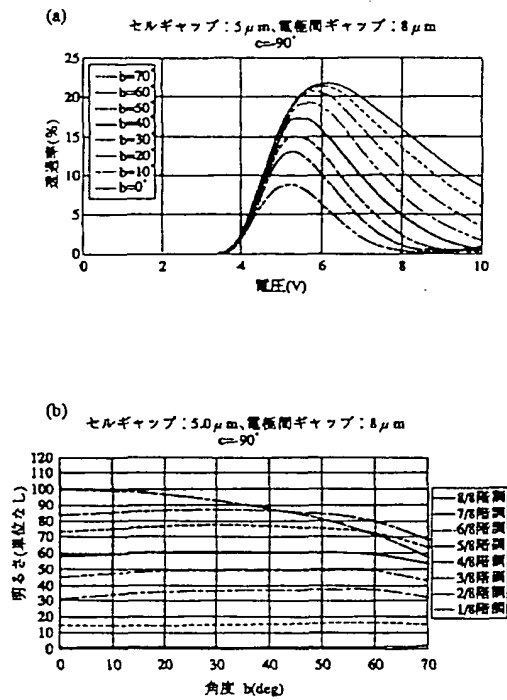 (a)
セルギャップ:5μm、電極間ギャップ:8μm
c=-90°
透過率(%)
25
20
15
10
5
0
b=70°
b=60°
b=50°
b=40°
b=30°
b=20°
b=10°
b=0°
0
2
4
6
8
10
電圧(V)
(b)
セルギャップ:5.0μm、電極間ギャップ:8μm
c=-90°
明るさ(単位なし)
120
110
100
90
80
70
60
50
40
30
20
10
0
8/8階調
7/8階調
6/8階調
5/8階調
4/8階調
3/8階調
2/8階調
1/8階調
0
10
20
30
40
50
60
70
角度 b(deg)